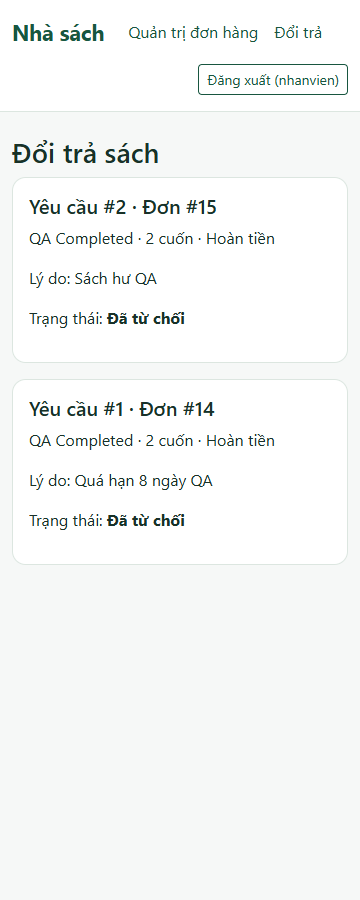 Nhà sách
Quản trị đơn hàng
Đổi trả
Đăng xuất (nhanvien)
Đổi trả sách
Yêu cầu #2 · Đơn #15
QA Completed · 2 cuốn · Hoàn tiền
Lý do: Sách hư QA
Trạng thái: Đã từ chối
Yêu cầu #1 · Đơn #14
QA Completed · 2 cuốn · Hoàn tiền
Lý do: Quá hạn 8 ngày QA
Trạng thái: Đã từ chối